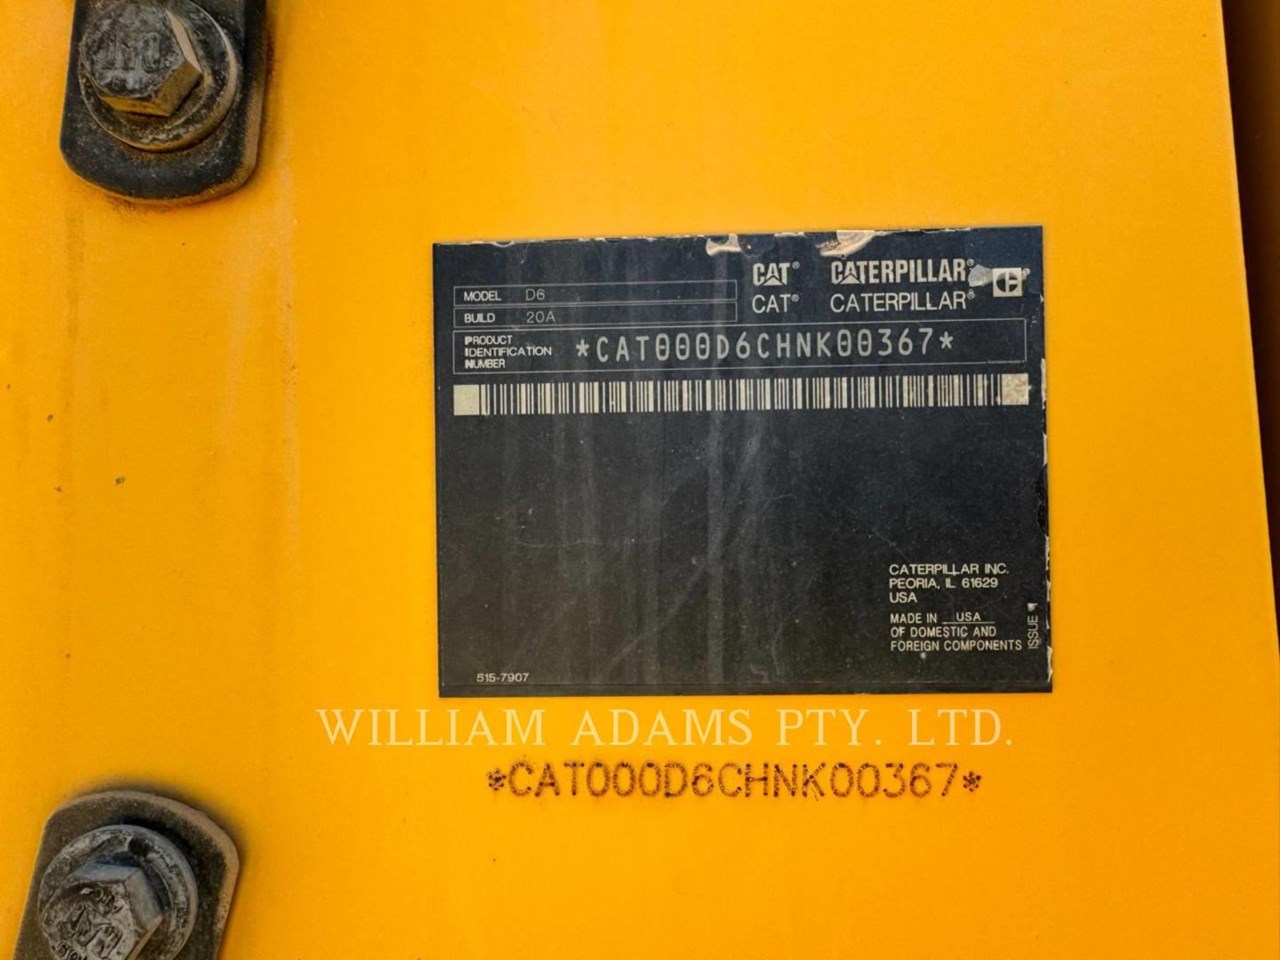 CAT® CATERPILLAR®
CAT® CATERPILLAR®
MODEL D6
BUILD 20A
PRODUCT IDENTIFICATION NUMBER *CAT000D6CHNK00367*
CATERPILLAR INC.
PEORIA, IL 61629
USA
MADE IN USA
OF DOMESTIC AND
FOREIGN COMPONENTS
ISSUE
515-7907
WILLIAM ADAMS PTY. LTD.
*CAT000D6CHNK00367*